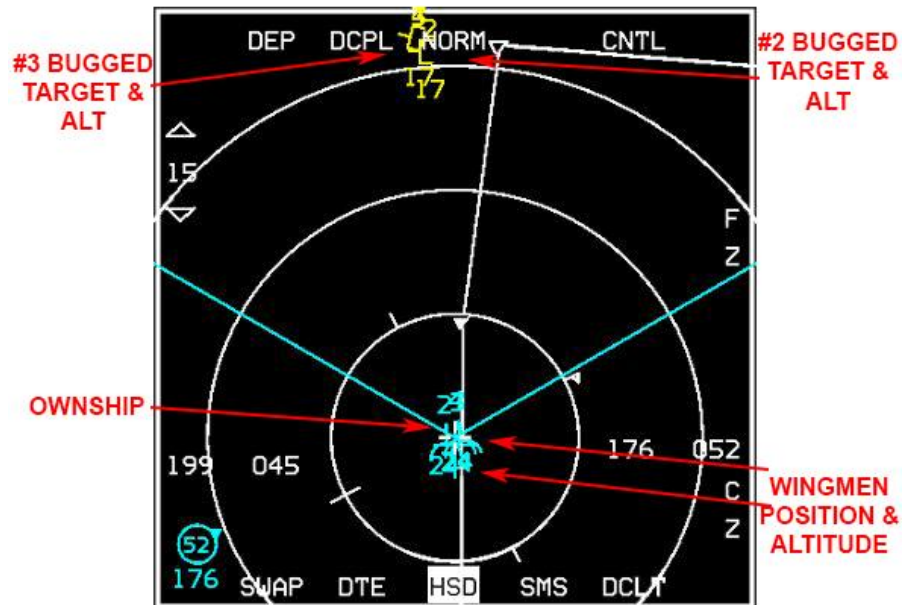 DEP DCPL NORM CNTL
#3 BUGGED
TARGET &
ALT
#2 BUGGED
TARGET
& ALT
17
17
15
F
Z
OWNSHIP
199 045
176 052
C
Z
WINGMEN
POSITION &
ALTITUDE
52
176
SWAP DTE HSD SMS DCLT